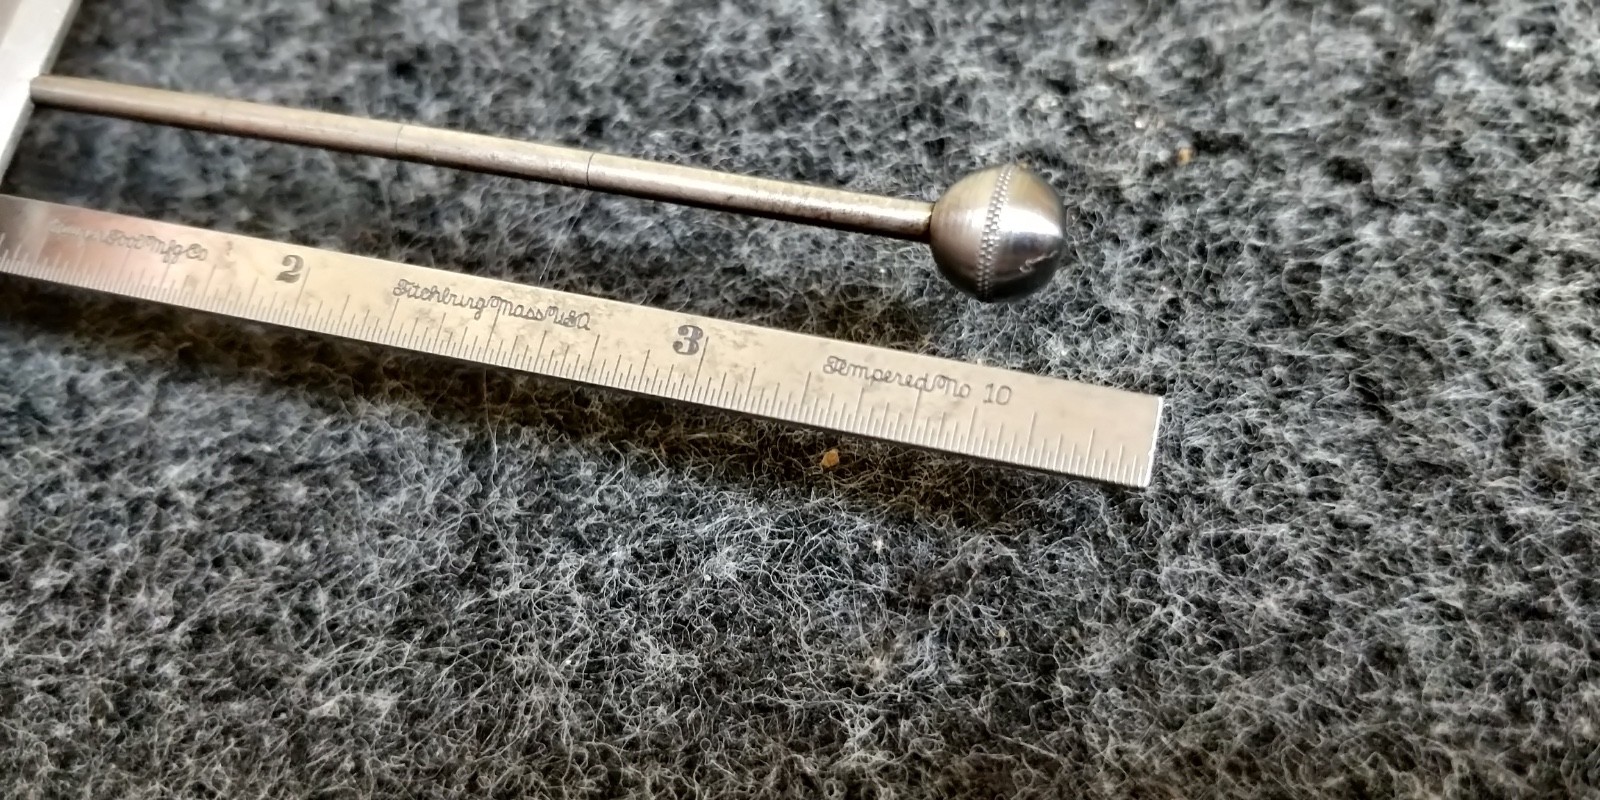 Tool Mfg Co
2
Fitchburg Mass USA
3
Tempered No 10